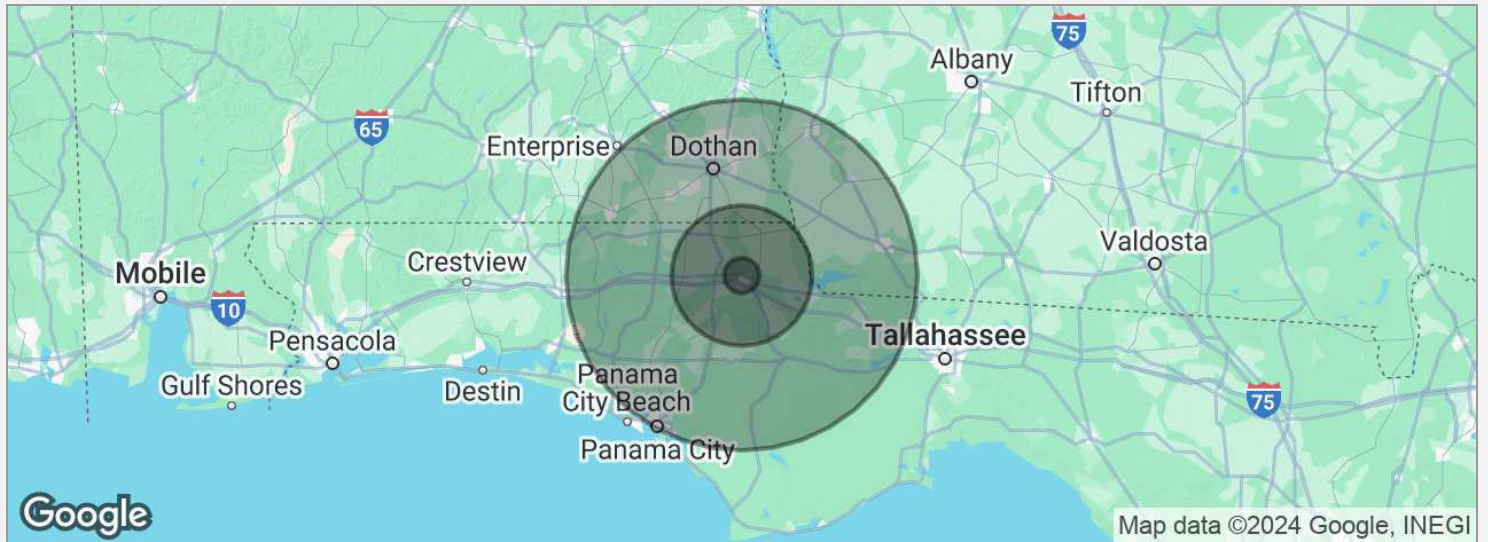 75
Albany
Tifton
65
Enterprise
Dothan
Valdosta
Crestview
Mobile
10
Tallahassee
Pensacola
Panama
City Beach
Gulf Shores
Destin
75
Panama City
Google
Map data ©2024 Google, INEGI